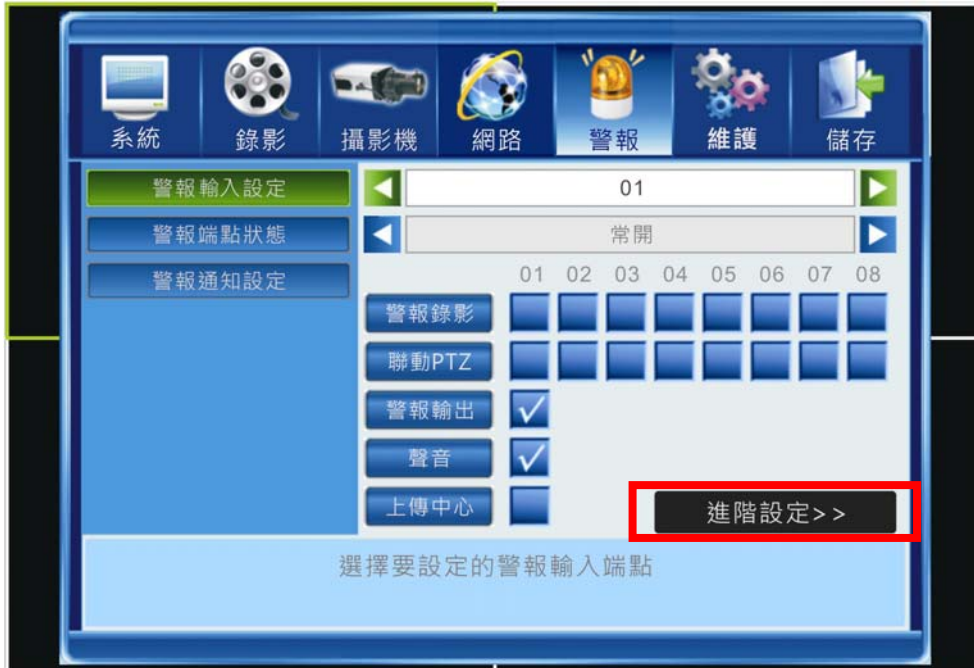 系統 錄影 攝影機 網路 警報 維護 儲存
警報輸入設定
警報端點狀態
警報通知設定
01
常開
01 02 03 04 05 06 07 08
警報錄影
聯動PTZ
警報輸出
聲音
上傳中心
進階設定>>
選擇要設定的警報輸入端點